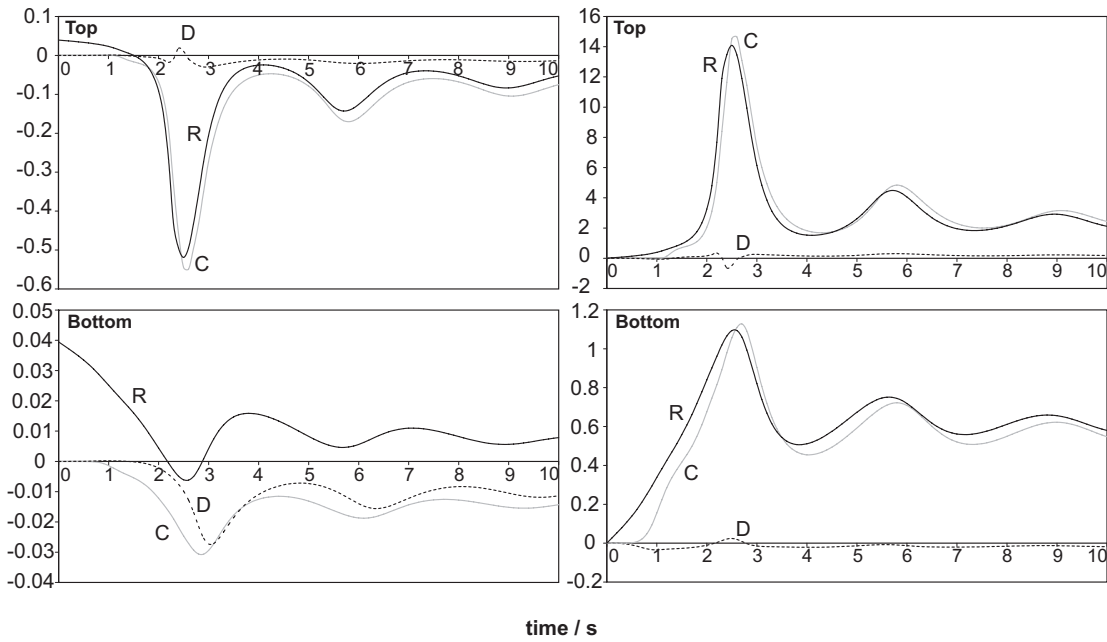 0.1
Top
D
0
0 1 2 3 4 5 6 7 8 9 10
-0.1
-0.2
R
-0.3
-0.4
-0.5
C
-0.6
16
Top
C
14
R
12
10
8
6
4
2
D
0
0 1 2 3 4 5 6 7 8 9 10
-2
0.05
Bottom
0.04
0.03
R
0.02
0.01
0
0 1 2 3 4 5 6 7 8 9 10
-0.01
D
-0.02
C
-0.03
-0.04
1.2
Bottom
1
0.8
R
0.6
0.4
C
0.2
D
0
0 1 2 3 4 5 6 7 8 9 10
-0.2
time / s